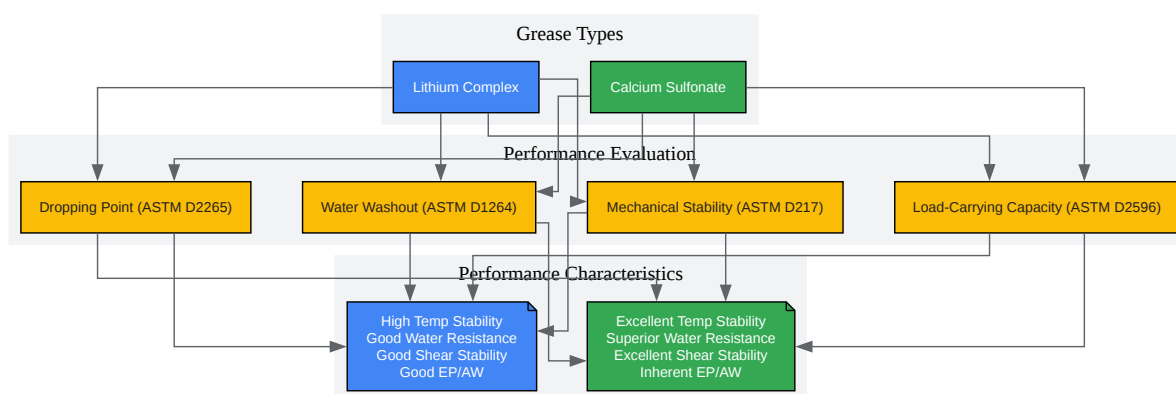 Grease Types
Lithium Complex
Calcium Sulfonate
Performance Evaluation
Dropping Point (ASTM D2265)
Water Washout (ASTM D1264)
Mechanical Stability (ASTM D217)
Load-Carrying Capacity (ASTM D2596)
Performance Characteristics
High Temp Stability
Good Water Resistance
Good Shear Stability
Good EP/AW
Excellent Temp Stability
Superior Water Resistance
Excellent Shear Stability
Inherent EP/AW